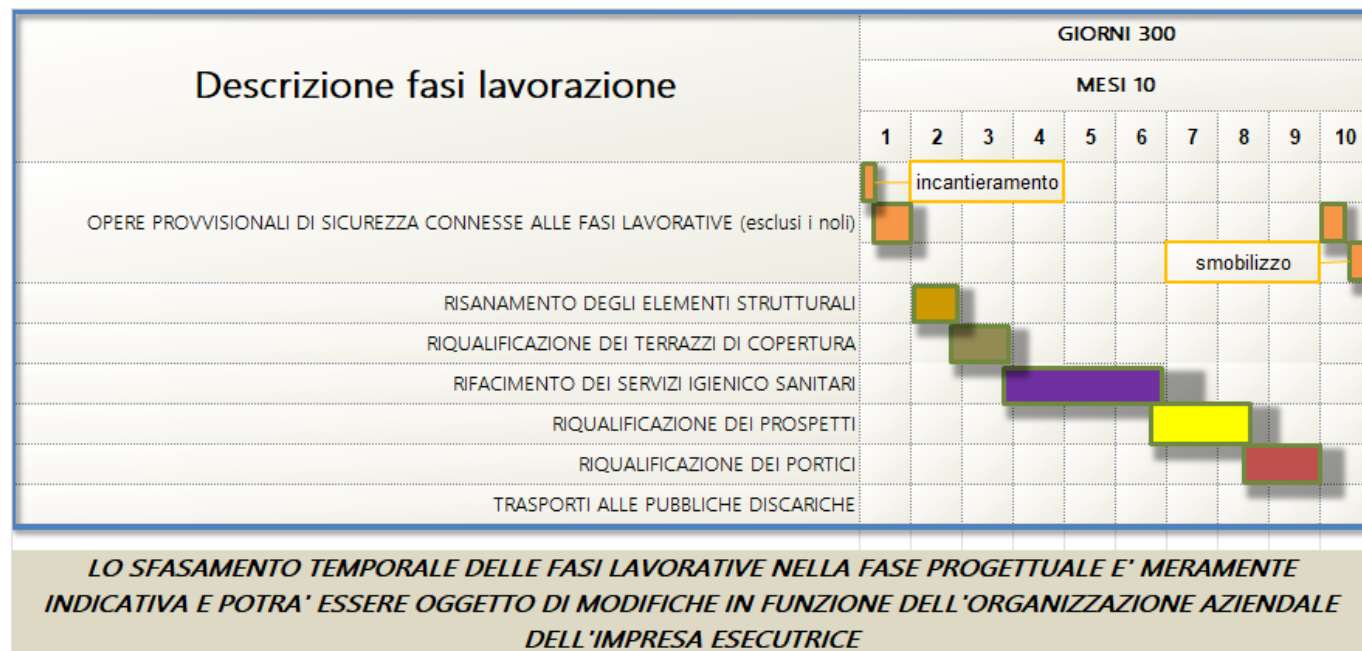 GIORNI 300
Descrizione fasi lavorazione
MESI 10
1 2 3 4 5 6 7 8 9 10
incantieramento
OPERE PROVVISIONALI DI SICUREZZA CONNESSE ALLE FASI LAVORATIVE (esclusi i noli)
smobilizzo
RISANAMENTO DEGLI ELEMENTI STRUTTURALI
RIQUALIFICAZIONE DEI TERRAZZI DI COPERTURA
RIFACIMENTO DEI SERVIZI IGIENICO SANITARI
RIQUALIFICAZIONE DEI PROSPETTI
RIQUALIFICAZIONE DEI PORTICI
TRASPORTI ALLE PUBBLICHE DISCARICHE
LO SFASAMENTO TEMPORALE DELLE FASI LAVORATIVE NELLA FASE PROGETTUALE E' MERAMENTE
INDICATIVA E POTRA' ESSERE OGGETTO DI MODIFICHE IN FUNZIONE DELL'ORGANIZZAZIONE AZIENDALE
DELL'IMPRESA ESECUTRICE